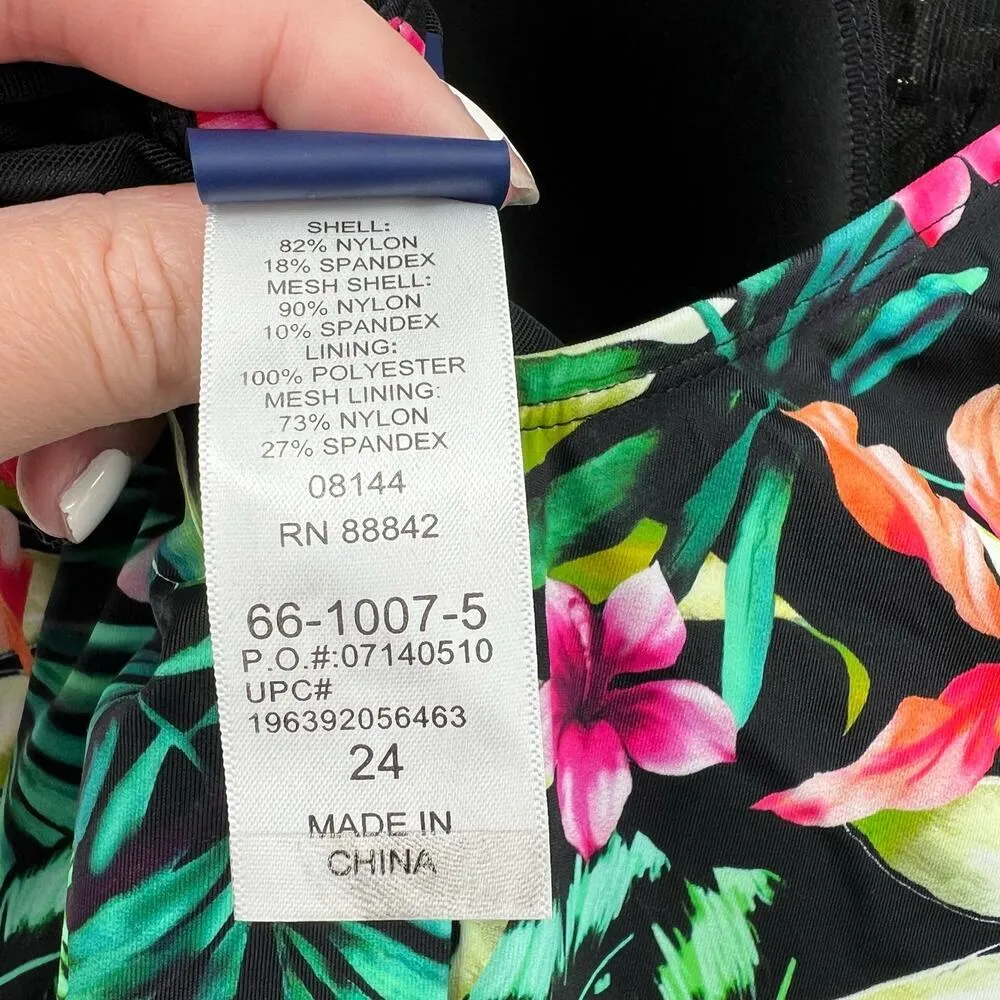 SHELL:
82% NYLON
18% SPANDEX
MESH SHELL:
90% NYLON
10% SPANDEX
LINING:
100% POLYESTER
MESH LINING:
73% NYLON
27% SPANDEX
08144
RN 88842
66-1007-5
P.O.#:07140510
UPC#
196392056463
24
MADE IN
CHINA